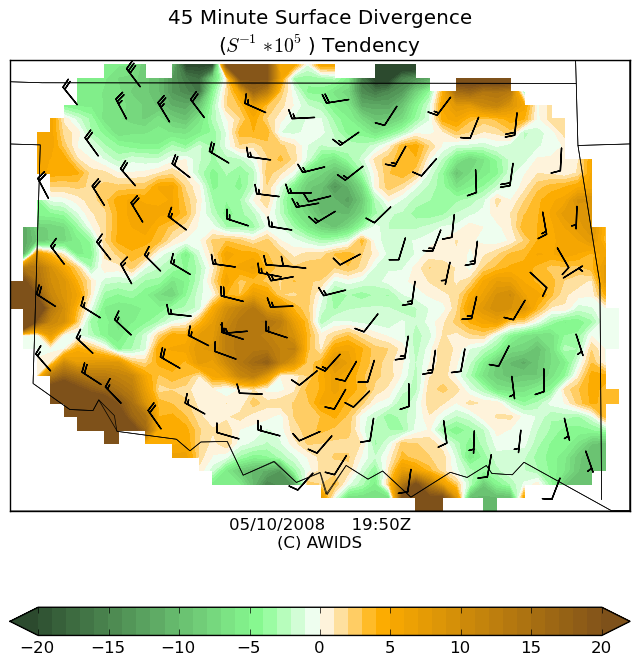 45 Minute Surface Divergence
(S⁻¹ * 10⁵ ) Tendency
05/10/2008 19:50Z
(C) AWIDS
−20 −15 −10 −5 0 5 10 15 20